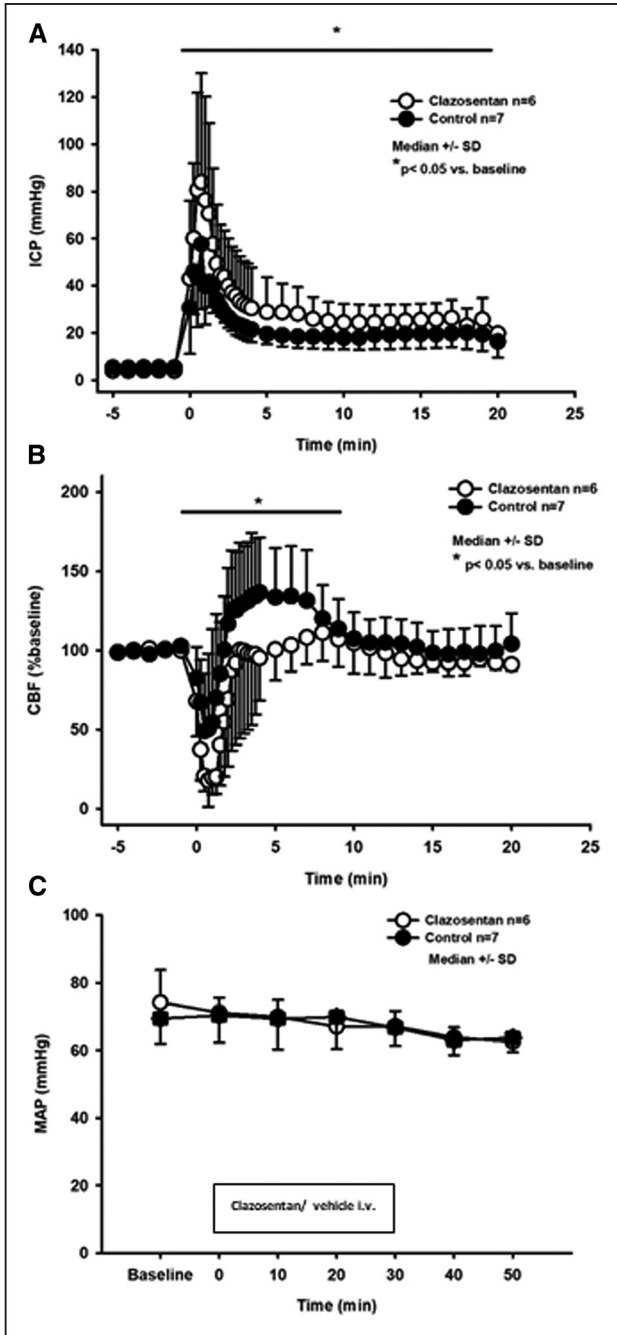 A
140
120
100
80
60
40
20
0
ICP (mmHg)
*
Clazosentan n=6
Control n=7
Median +/- SD
* p< 0.05 vs. baseline
-5 0 5 10 15 20 25
Time (min)
B
200
150
100
50
0
CBF (%baseline)
*
Clazosentan n=6
Control n=7
Median +/- SD
* p< 0.05 vs. baseline
-5 0 5 10 15 20 25
Time (min)
C
100
80
60
40
20
0
MAP (mmHg)
Clazosentan n=6
Control n=7
Median +/- SD
Clazosentan/ vehicle i.v.
Baseline 0 10 20 30 40 50
Time (min)